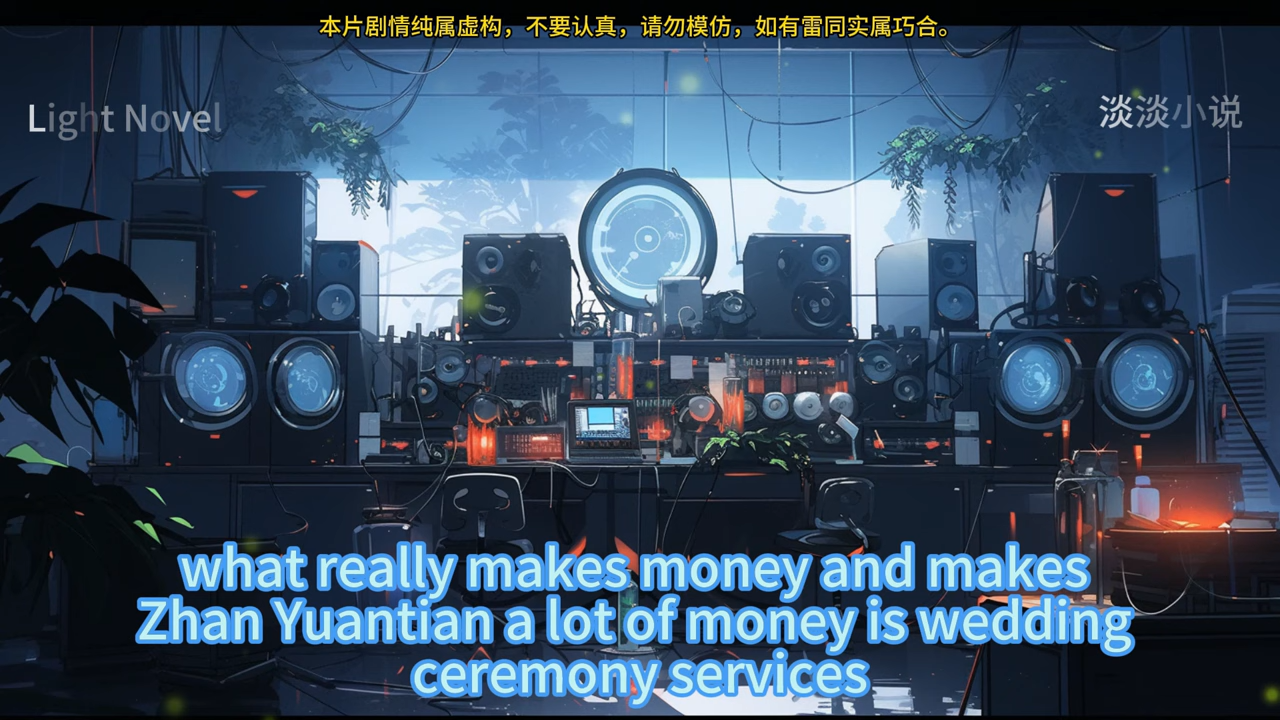 本片剧情纯属虚构，不要认真，请勿模仿，如有雷同实属巧合。
Light Novel
淡淡小说
what really makes money and makes
Zhan Yuantian a lot of money is wedding
ceremony services